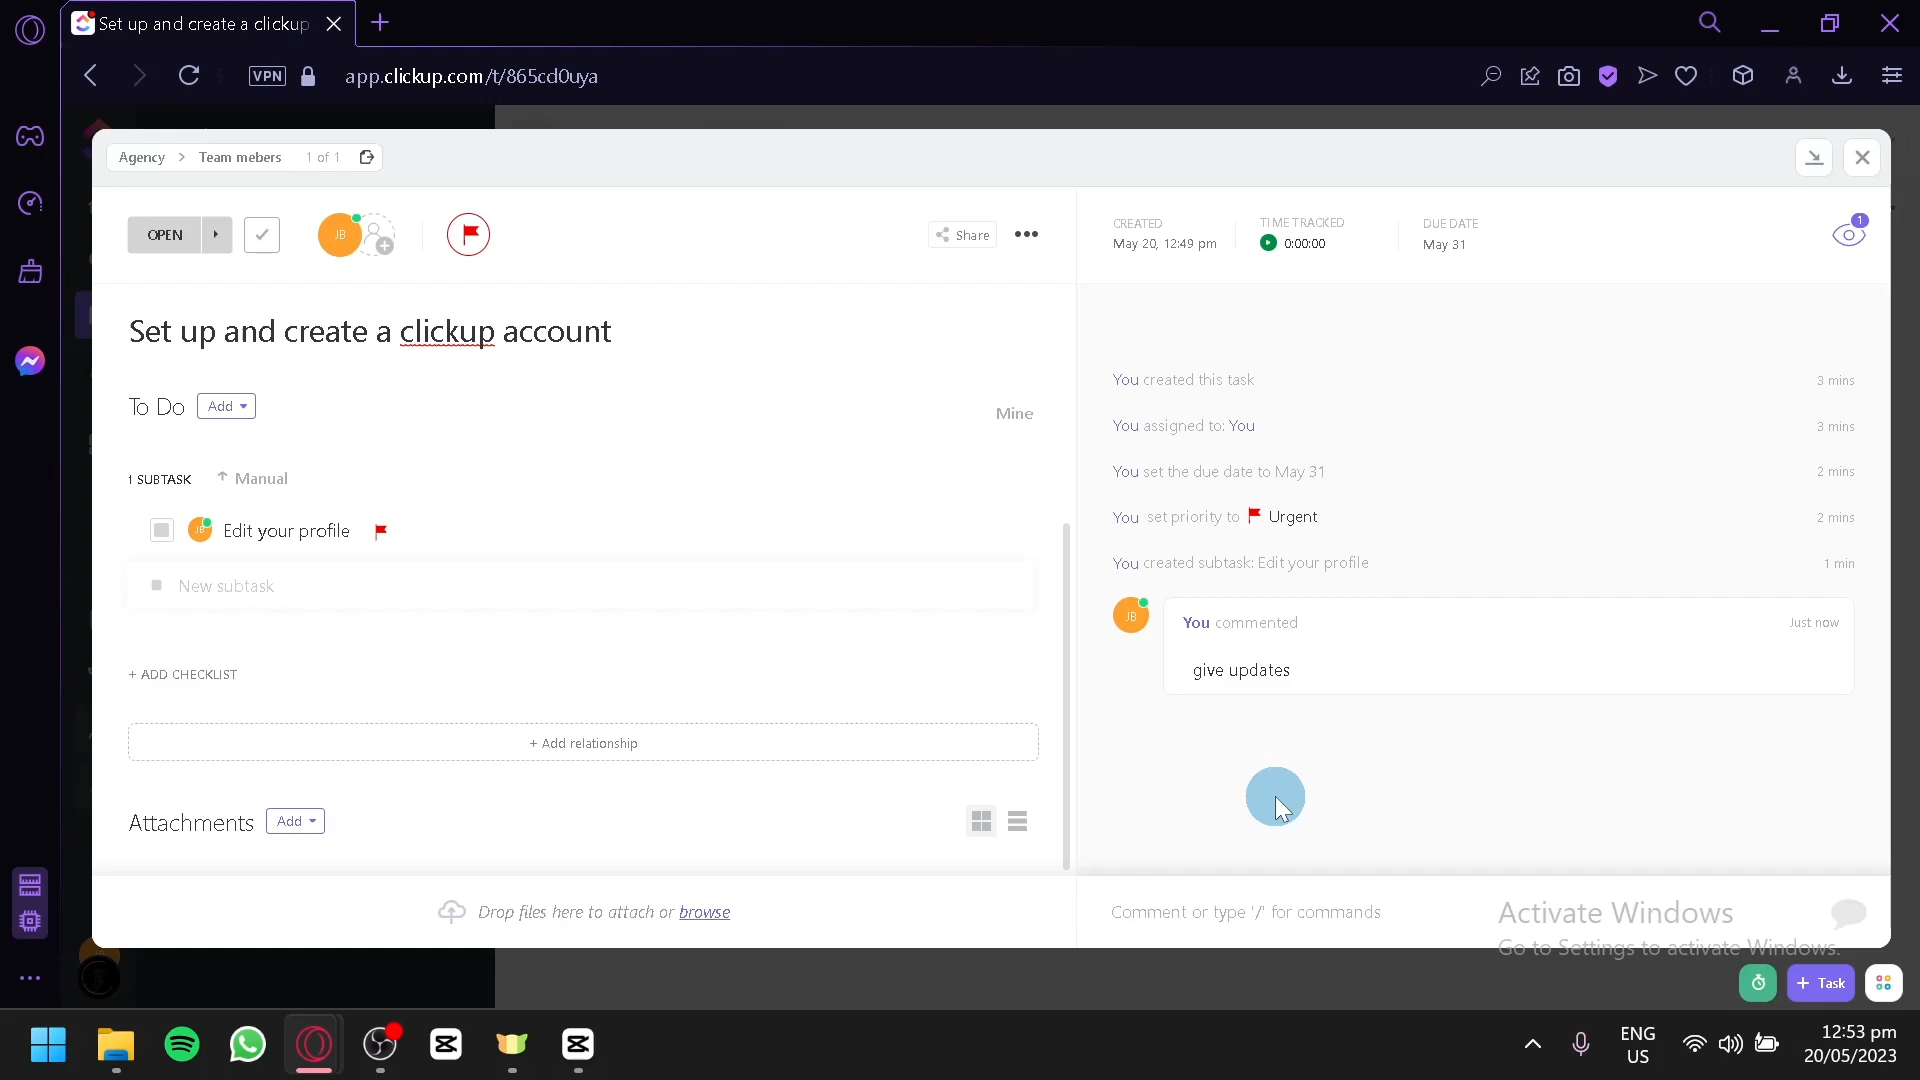 Set up and create a clickup
VPN
app.clickup.com/t/865cd0uya
Agency > Team mebers 1 of 1
OPEN
JB
Share
CREATED
May 20, 12:49 pm
TIME TRACKED
0:00:00
DUE DATE
May 31
1
Set up and create a clickup account
To Do
Add
Mine
1 SUBTASK
Manual
JB
Edit your profile
New subtask
+ ADD CHECKLIST
+ Add relationship
Attachments
Add
Drop files here to attach or browse
You created this task
3 mins
You assigned to: You
3 mins
You set the due date to May 31
2 mins
You set priority to Urgent
2 mins
You created subtask: Edit your profile
1 min
JB
You commented
Just now
give updates
Comment or type '/' for commands
Activate Windows
Go to Settings to activate Windows.
+ Task
ENG
US
12:53 pm
20/05/2023